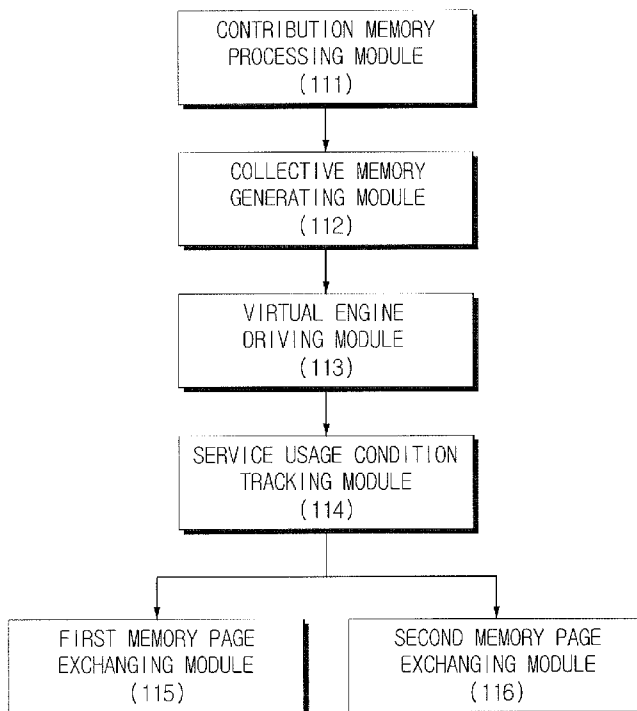 CONTRIBUTION MEMORY
PROCESSING MODULE
(111)
COLLECTIVE MEMORY
GENERATING MODULE
(112)
VIRTUAL ENGINE
DRIVING MODULE
(113)
SERVICE USAGE CONDITION
TRACKING MODULE
(114)
FIRST MEMORY PAGE
EXCHANGING MODULE
(115)
SECOND MEMORY PAGE
EXCHANGING MODULE
(116)